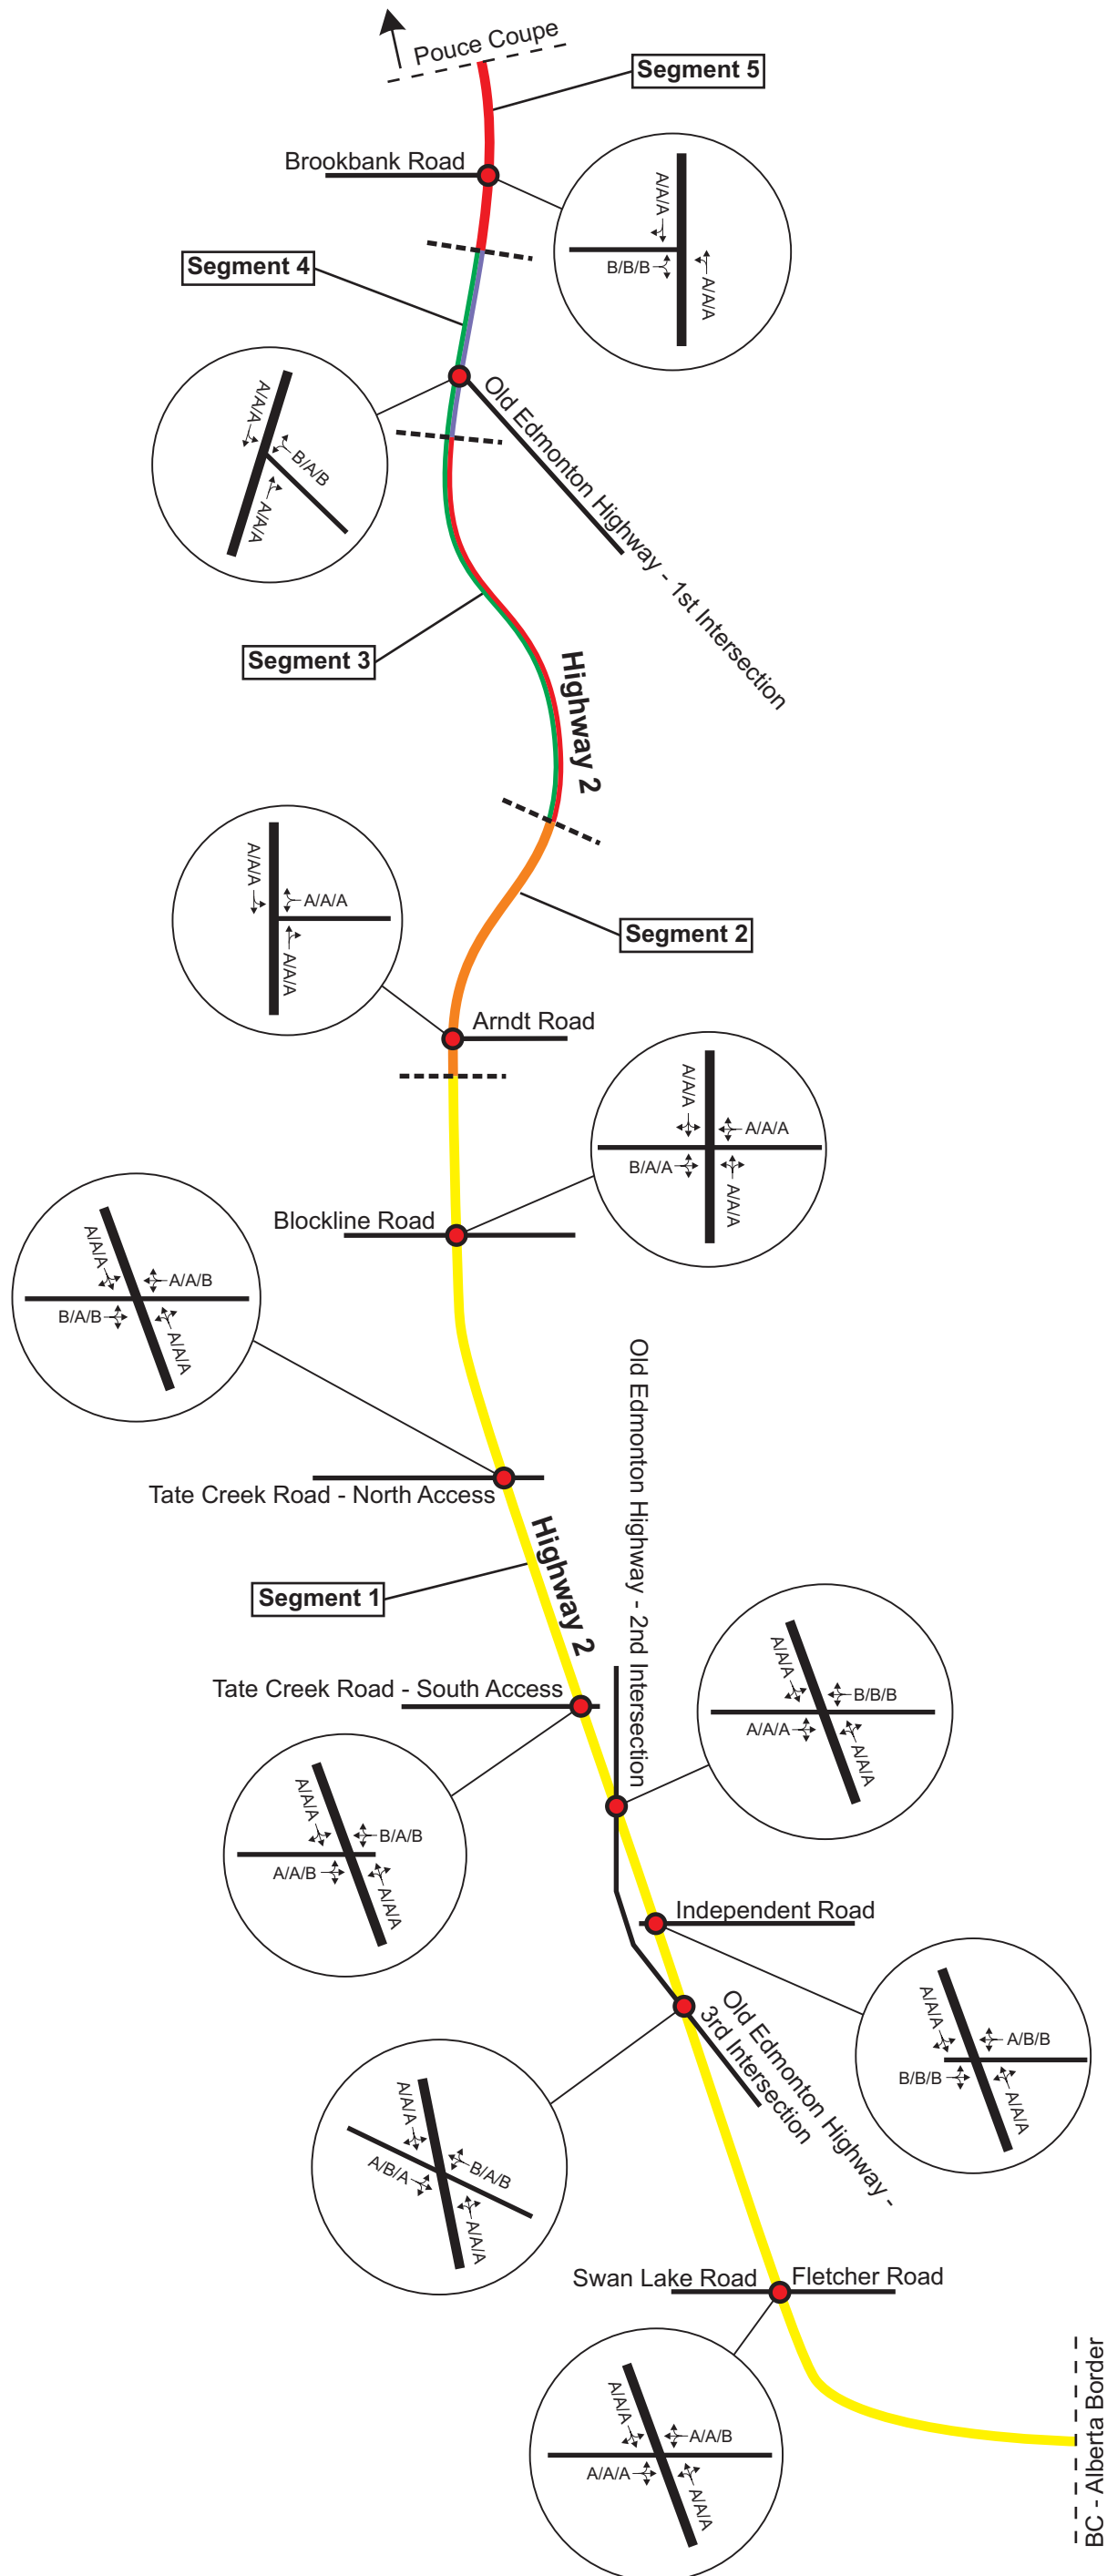 Pouce Coupe
Segment 5
Brookbank Road
A/A/A
B/B/B
A/A/A
Segment 4
Old Edmonton Highway - 1st Intersection
A/A/A
B/A/B
A/A/A
Segment 3
Highway 2
A/A/A
A/A/A
A/A/A
Segment 2
Arndt Road
A/A/A
A/A/A
B/A/A
A/A/A
Blockline Road
A/A/A
A/A/B
B/A/B
A/A/A
Old Edmonton Highway - 2nd Intersection
Tate Creek Road - North Access
Highway 2
Segment 1
Tate Creek Road - South Access
A/A/A
B/B/B
A/A/A
A/A/A
A/A/A
B/A/B
A/A/B
A/A/A
Independent Road
A/A/A
A/B/B
B/B/B
A/A/A
Old Edmonton Highway -
3rd Intersection
A/A/A
B/A/B
A/B/A
A/A/A
Swan Lake Road
Fletcher Road
A/A/A
A/A/B
A/A/A
A/A/A
BC - Alberta Border